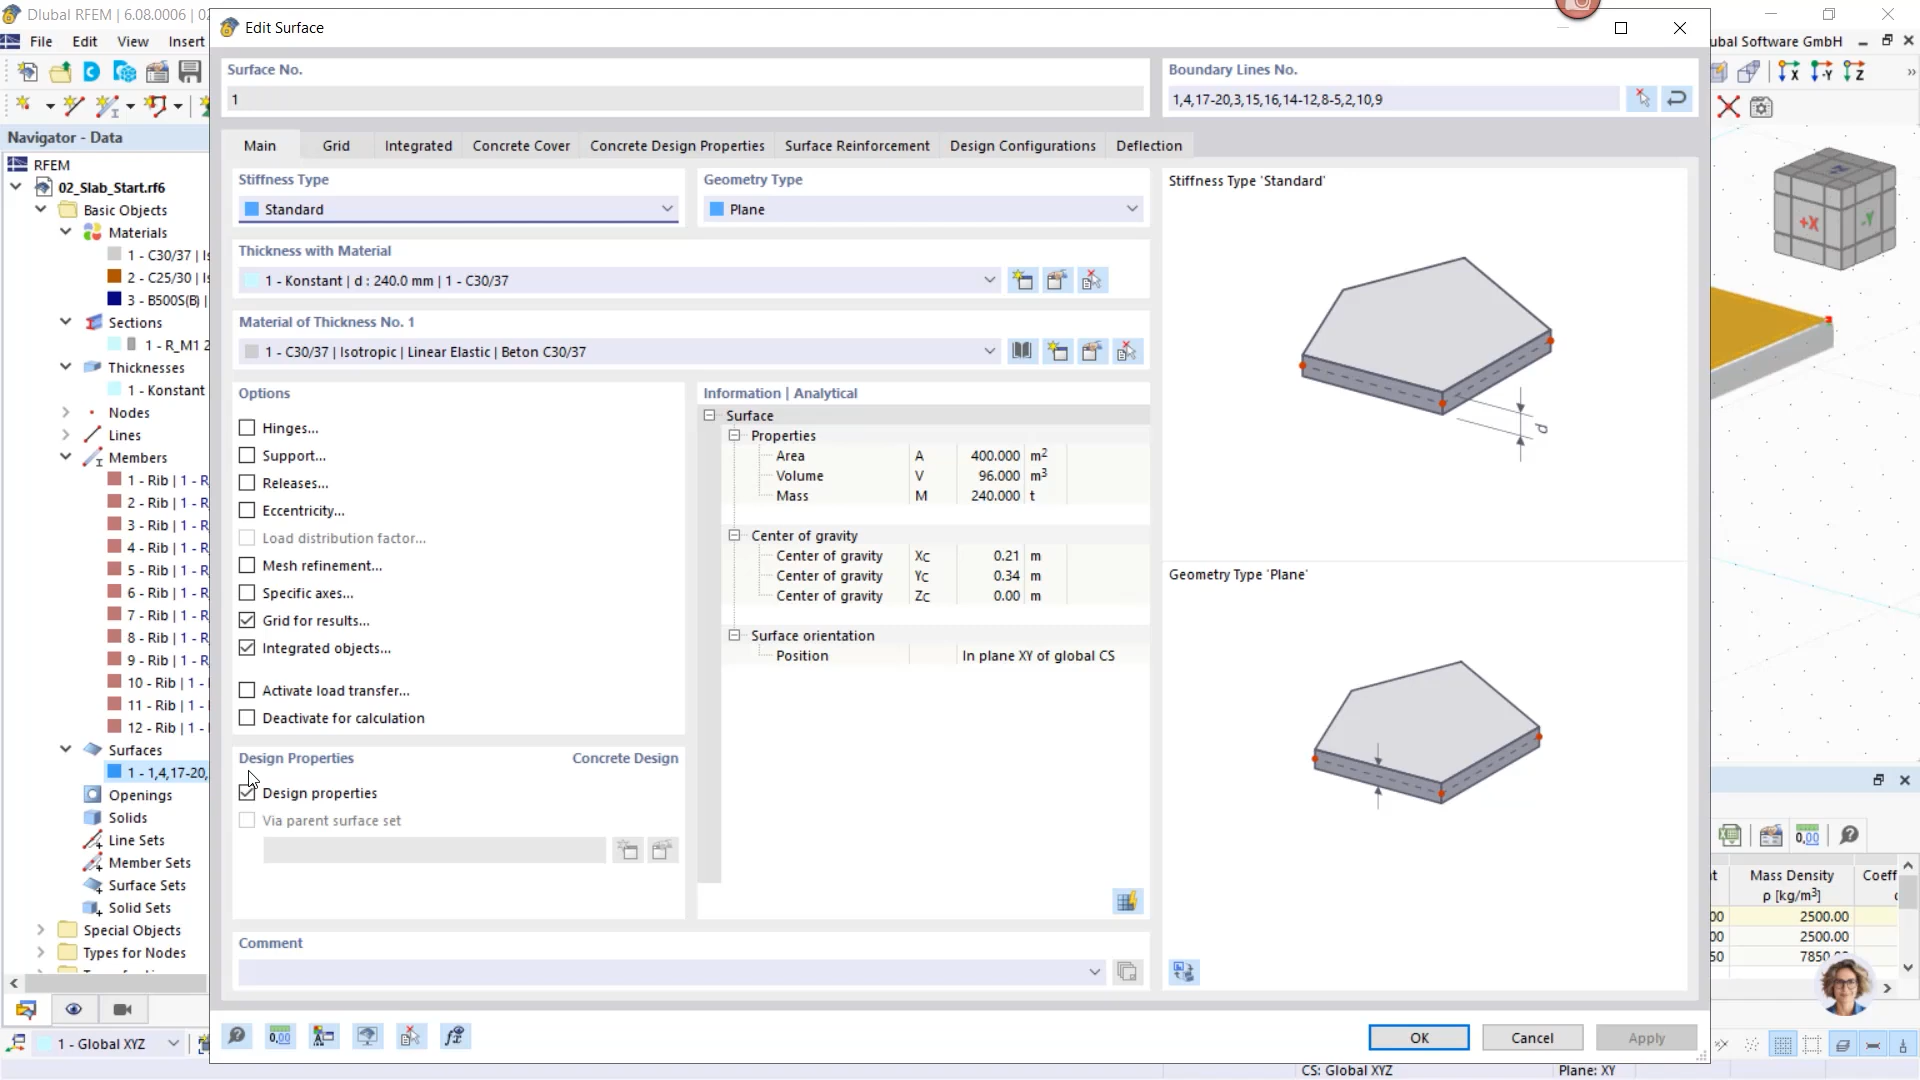 Dlubal RFEM | 6.08.0006 | 02
File Edit View Insert
Navigator - Data
RFEM
02_Slab_Start.rf6
Basic Objects
Materials
1 - C30/37 | Is
2 - C25/30 | Is
3 - B500S(B) |
Sections
1 - R_M1 2
Thicknesses
1 - Konstant
Nodes
Lines
Members
1 - Rib | 1 - R
2 - Rib | 1 - R
3 - Rib | 1 - R
4 - Rib | 1 - R
5 - Rib | 1 - R
6 - Rib | 1 - R
7 - Rib | 1 - R
8 - Rib | 1 - R
9 - Rib | 1 - R
10 - Rib | 1 -
11 - Rib | 1 -
12 - Rib | 1 -
Surfaces
1 - 1,4,17-20,
Openings
Solids
Line Sets
Member Sets
Surface Sets
Solid Sets
Special Objects
Types for Nodes
1 - Global XYZ
Edit Surface
Surface No.
1
Boundary Lines No.
1,4,17-20,3,15,16,14-12,8-5,2,10,9
Main Grid Integrated Concrete Cover Concrete Design Properties Surface Reinforcement Design Configurations Deflection
Stiffness Type
Standard
Geometry Type
Plane
Thickness with Material
1 - Konstant | d : 240.0 mm | 1 - C30/37
Material of Thickness No. 1
1 - C30/37 | Isotropic | Linear Elastic | Beton C30/37
Options
Hinges...
Support...
Releases...
Eccentricity...
Load distribution factor...
Mesh refinement...
Specific axes...
Grid for results...
Integrated objects...
Activate load transfer...
Deactivate for calculation
Design Properties Concrete Design
Design properties
Via parent surface set
Information | Analytical
Surface
Properties
Area A 400.000 m2
Volume V 96.000 m3
Mass M 240.000 t
Center of gravity
Center of gravity XC 0.21 m
Center of gravity YC 0.34 m
Center of gravity ZC 0.00 m
Surface orientation
Position In plane XY of global CS
Comment
Stiffness Type 'Standard'
d
Geometry Type 'Plane'
OK Cancel Apply
ubal Software GmbH
X -Y Z
+X -Y
Mass Density Coeff
ρ [kg/m3]
00 2500.00
00 2500.00
50
CS: Global XYZ Plane: XY
0,00
0,00